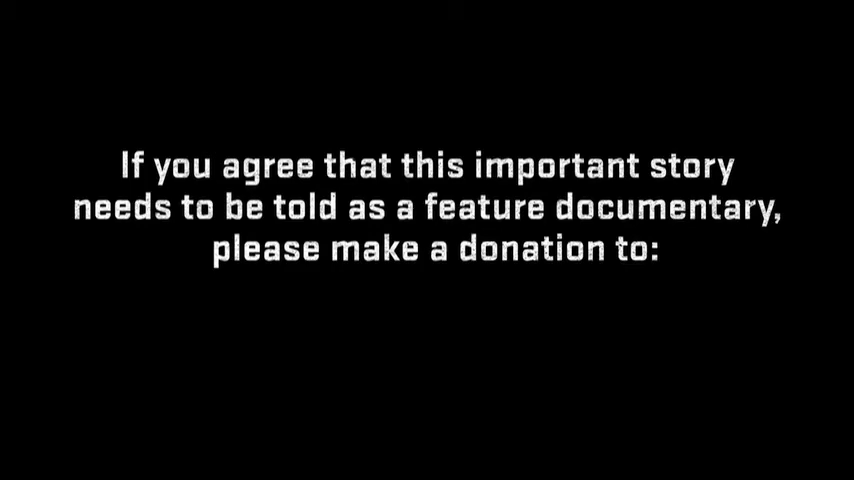 If you agree that this important story
needs to be told as a feature documentary,
please make a donation to: